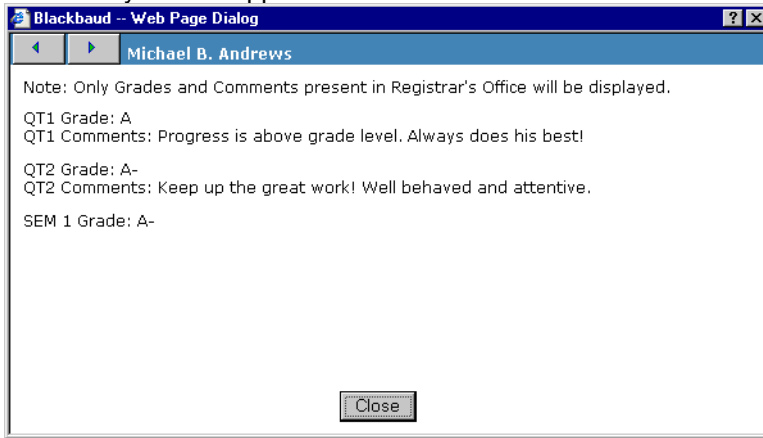 Blackbaud -- Web Page Dialog
Michael B. Andrews
Note: Only Grades and Comments present in Registrar's Office will be displayed.
QT1 Grade: A
QT1 Comments: Progress is above grade level. Always does his best!
QT2 Grade: A-
QT2 Comments: Keep up the great work! Well behaved and attentive.
SEM 1 Grade: A-
Close